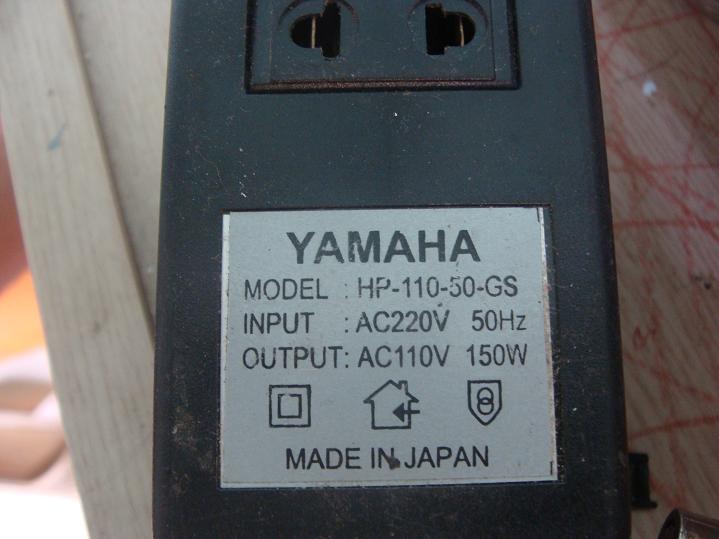 YAMAHA
MODEL : HP-110-50-GS
INPUT : AC220V 50Hz
OUTPUT: AC110V 150W
MADE IN JAPAN